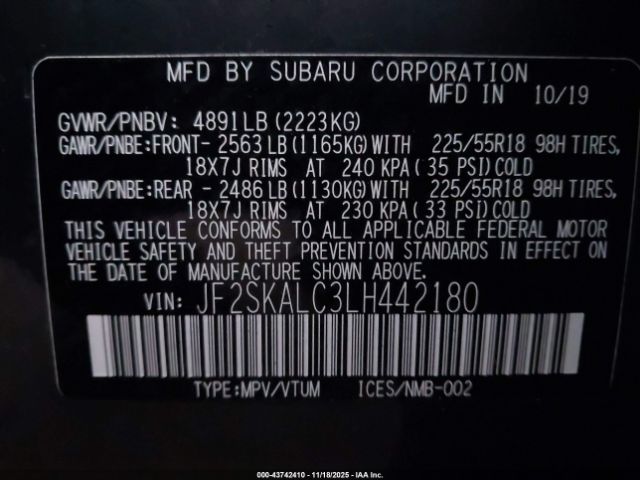 MFD BY SUBARU CORPORATION
MFD IN 10/19
GVWR/PNBV: 4891LB(2223KG)
GAWR/PNBE:FRONT- 2563LB(1165KG)WITH 225/55R18 98H TIRES,
18X7J RIMS AT 240 KPA(35 PSI)COLD
GAWR/PNBE:REAR - 2486LB(1130KG)WITH 225/55R18 98H TIRES,
18X7J RIMS AT 230 KPA(33 PSI)COLD
THIS VEHICLE CONFORMS TO ALL APPLICABLE FEDERAL MOTOR
VEHICLE SAFETY AND THEFT PREVENTION STANDARDS IN EFFECT ON
THE DATE OF MANUFACTURE SHOWN ABOVE.
VIN: JF2SKALC3LH442180
TYPE:MPV/VTUM ICES/NMB-002
000-43742410 - 11/18/2025 - IAA Inc.